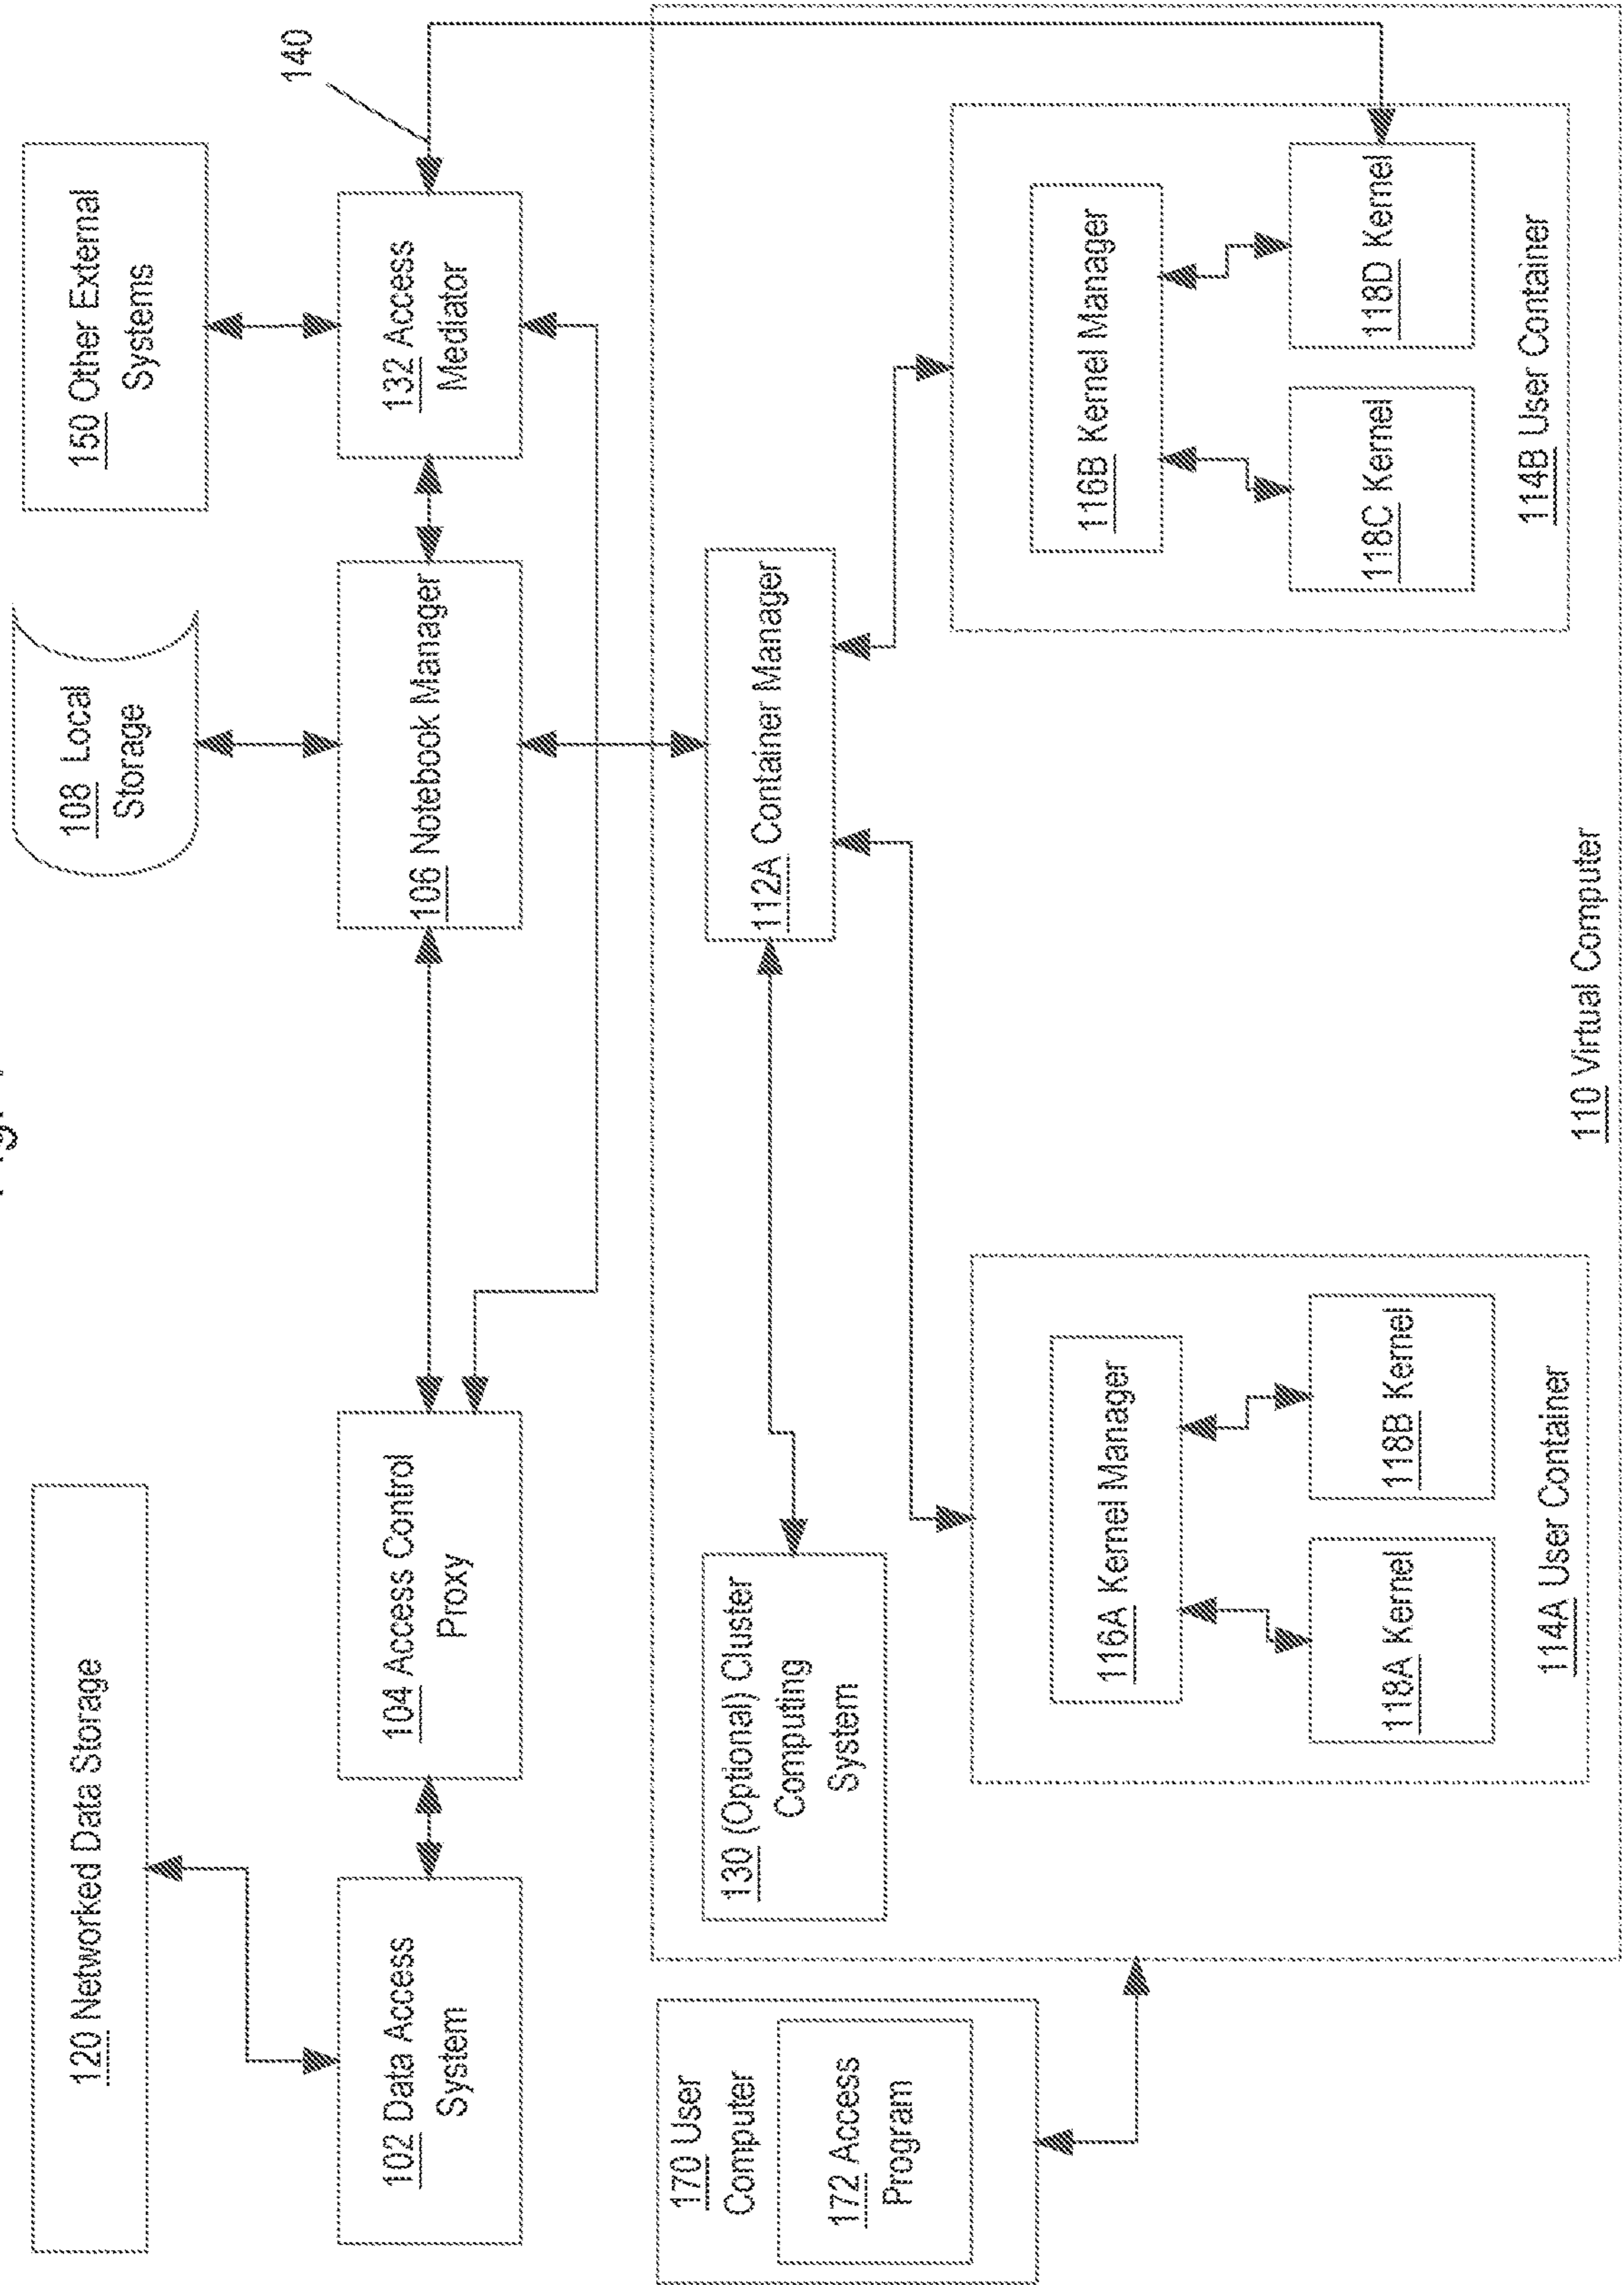 120 Networked Data Storage
108 Local
Storage
150 Other External
Systems
140
102 Data Access
System
104 Access Control
Proxy
106 Notebook Manager
132 Access
Mediator
170 User
Computer
172 Access
Program
130 (Optional) Cluster
Computing
System
112A Container Manager
116A Kernel Manager
118A Kernel
118B Kernel
114A User Container
116B Kernel Manager
118C Kernel
118D Kernel
114B User Container
110 Virtual Computer